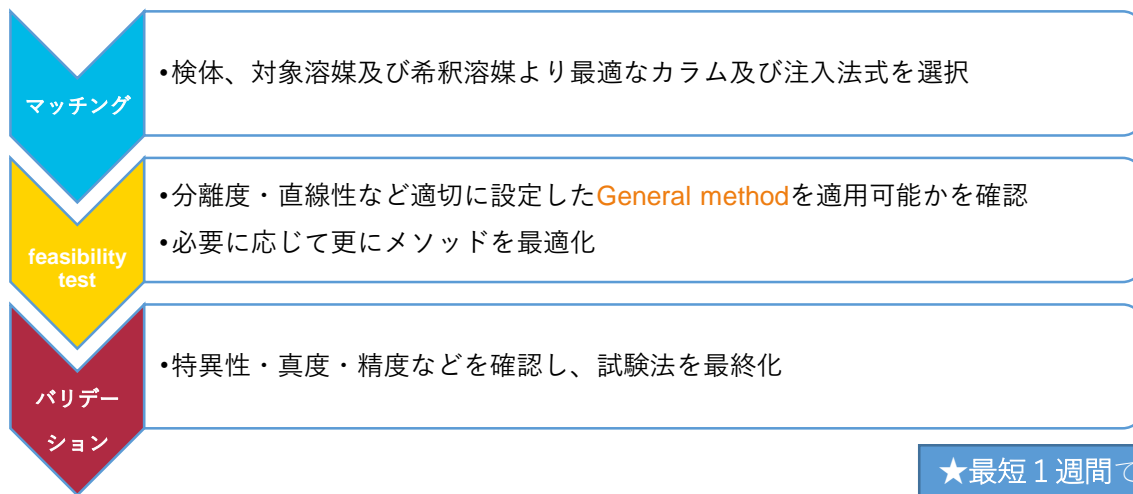 マッチング
•検体、対象溶媒及び希釈溶媒より最適なカラム及び注入法式を選択
feasibility
test
•分離度・直線性など適切に設定したGeneral methodを適用可能かを確認
•必要に応じて更にメソッドを最適化
バリデー
ション
•特異性・真度・精度などを確認し、試験法を最終化
★最短１週間で